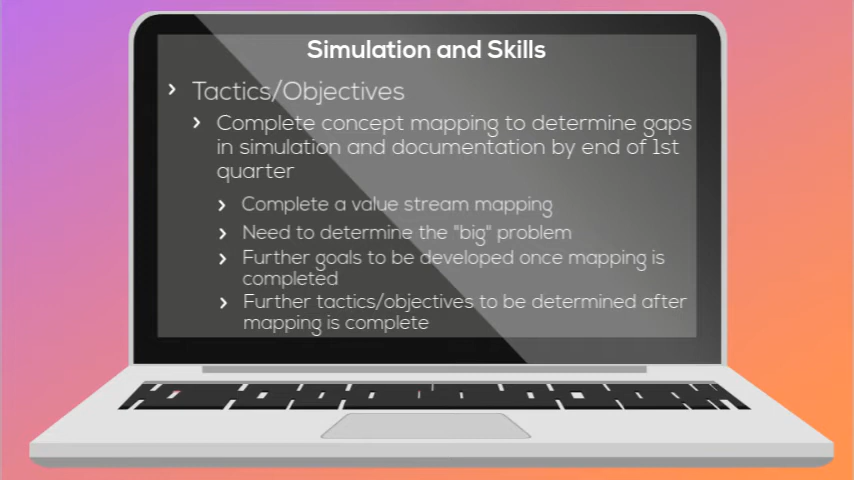 Simulation and Skills
Tactics/Objectives
Complete concept mapping to determine gaps
in simulation and documentation by end of 1st
quarter
Complete a value stream mapping
Need to determine the "big" problem
Further goals to be developed once mapping is
completed
Further tactics/objectives to be determined after
mapping is complete